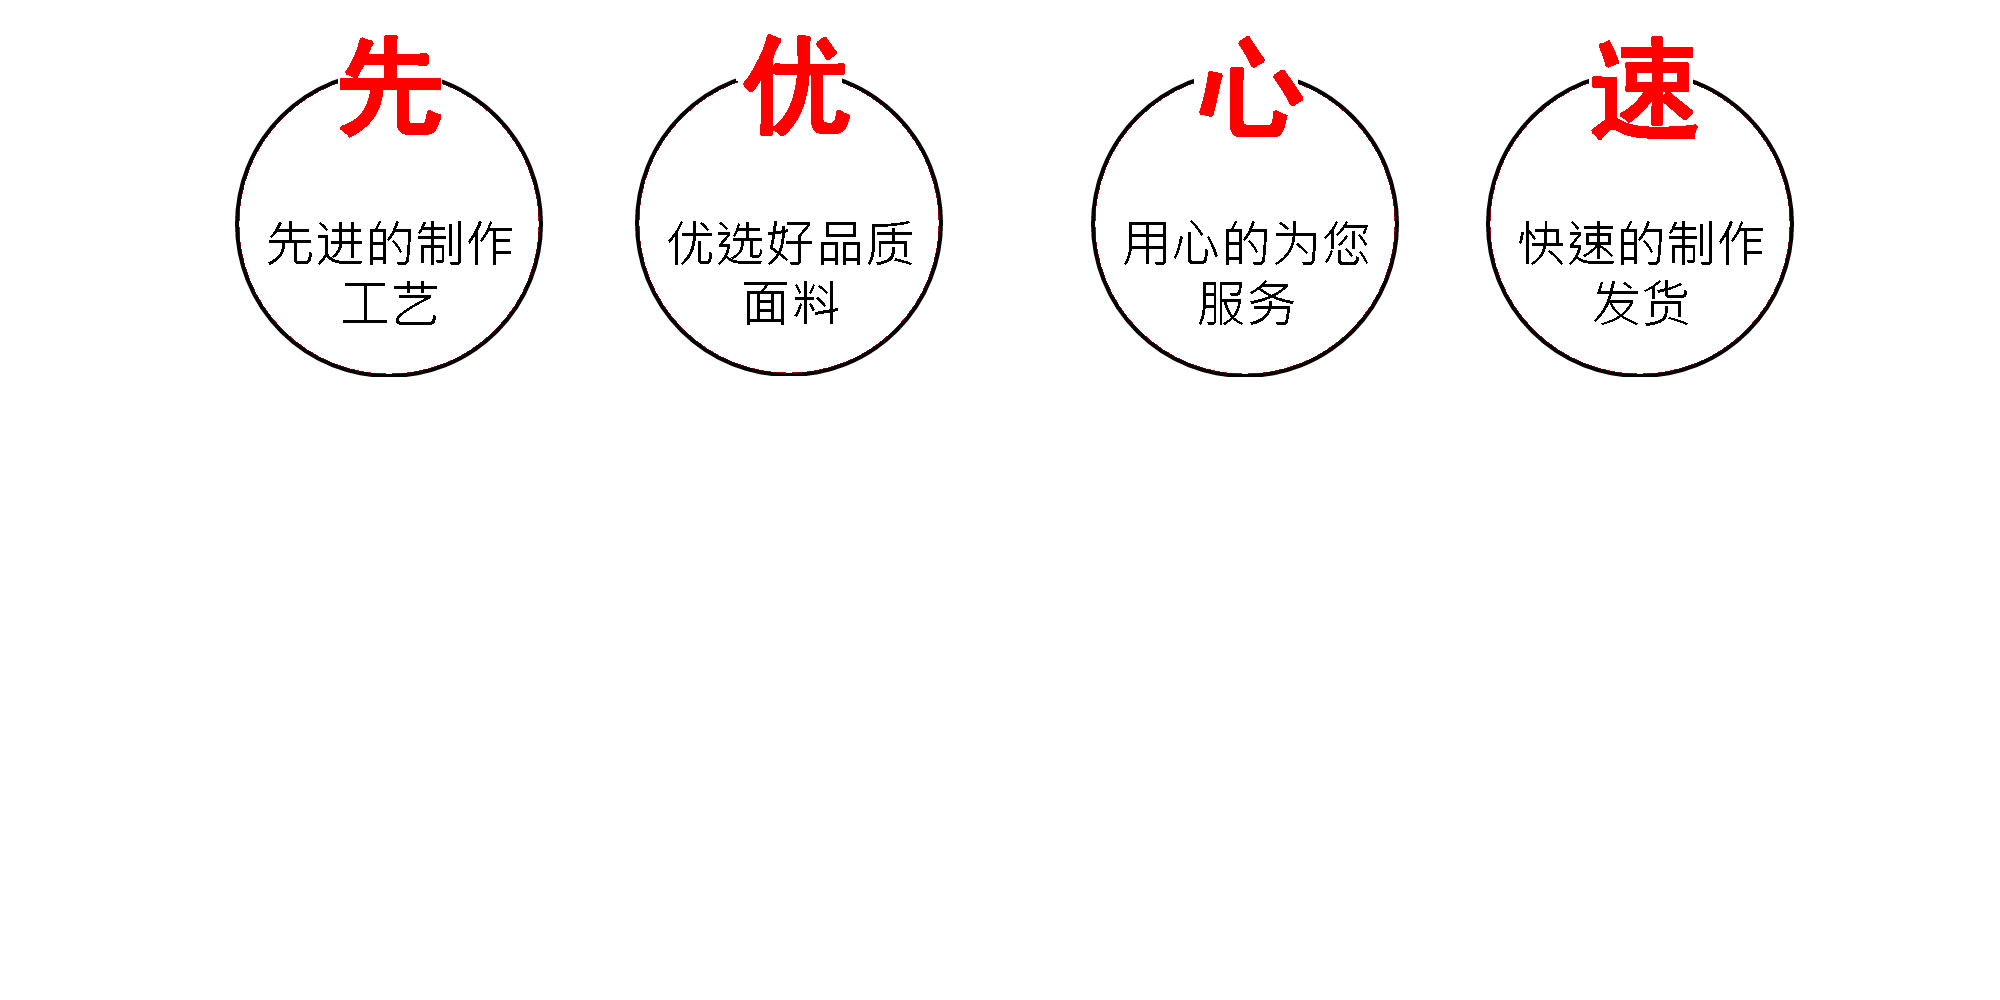 先
先进的制作
工艺
优
优选好品质
面料
心
用心的为您
服务
速
快速的制作
发货